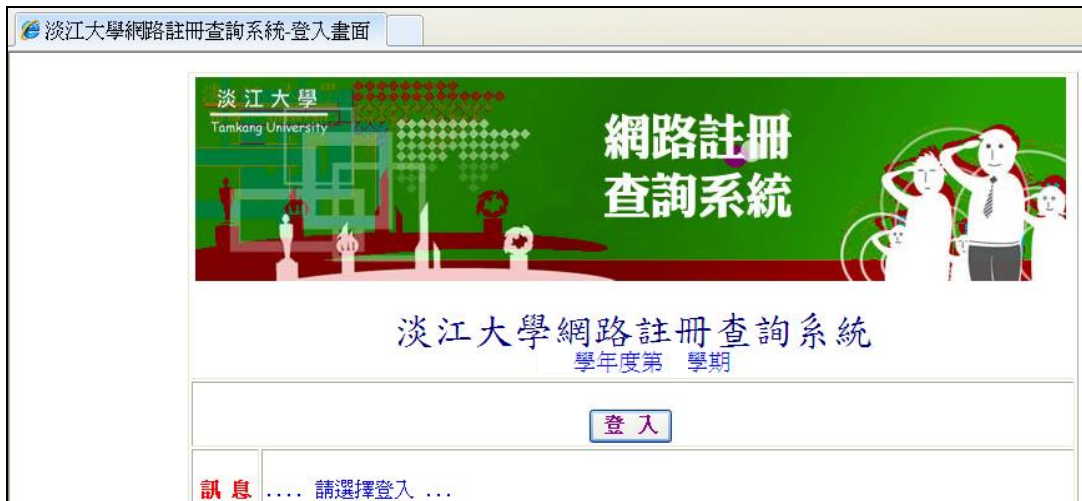 淡江大學網路註冊查詢系統-登入畫面
淡江大學
Tamkang University
網路註冊
查詢系統
淡江大學網路註冊查詢系統
學年度第 學期
登 入
訊 息 .... 請選擇登入 ...